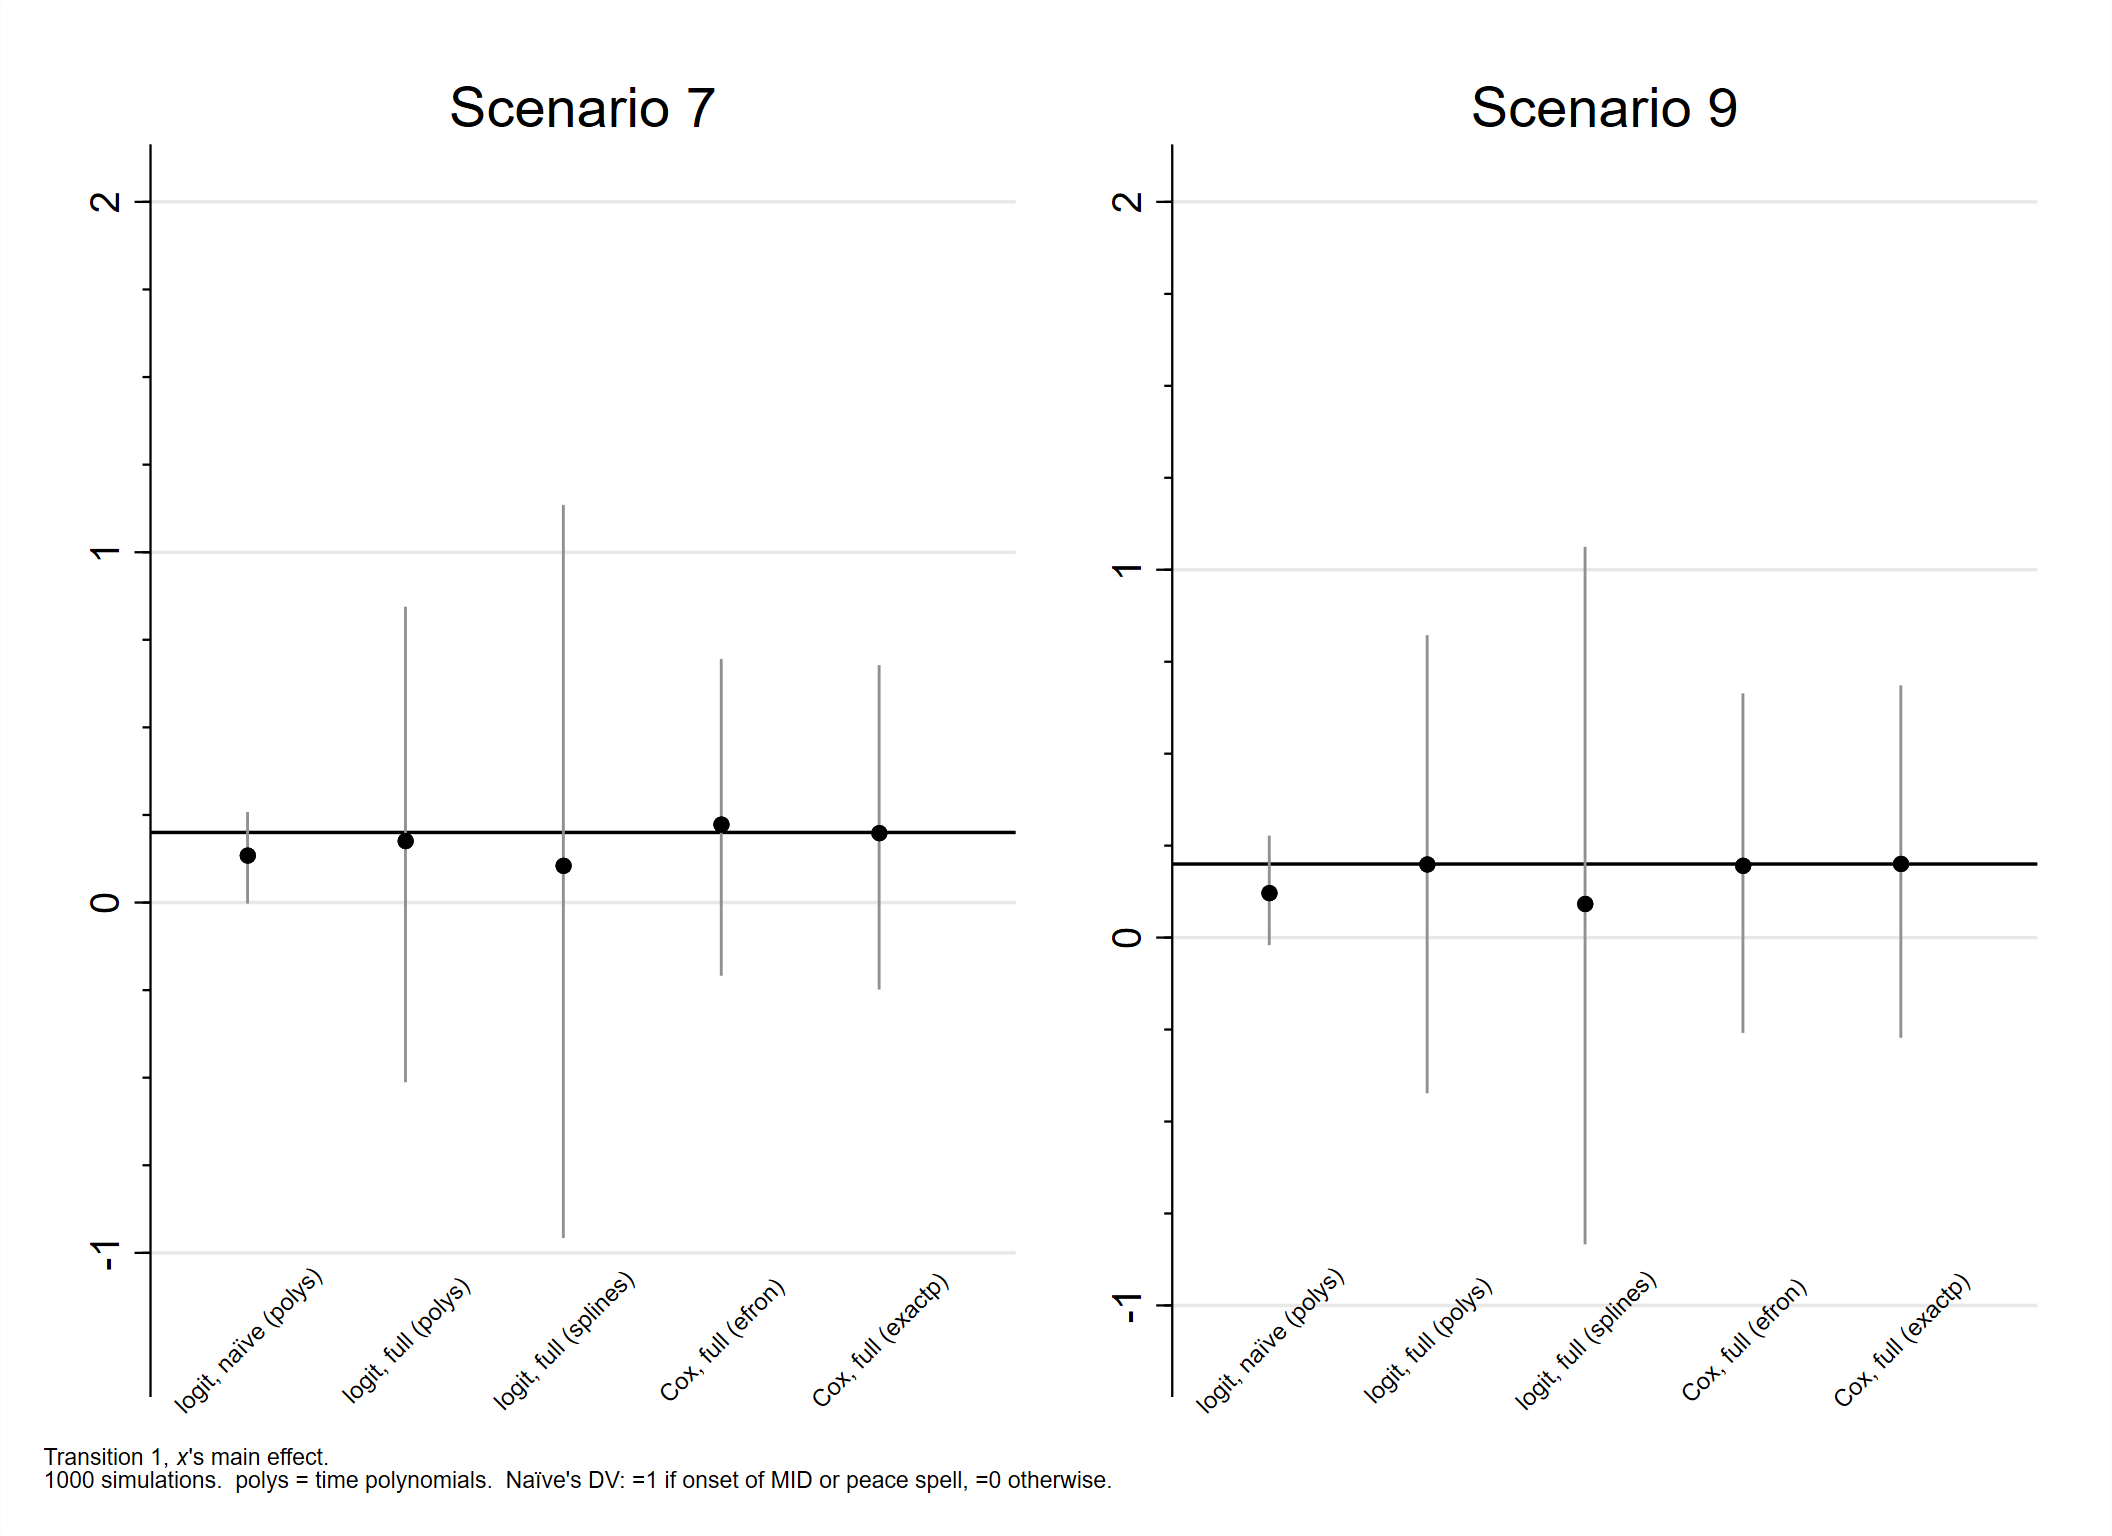 Scenario 7
2
1
0
-1
logit, naïve (polys)
logit, full (polys)
logit, full (splines)
Cox, full (efron)
Cox, full (exactp)
Scenario 9
2
1
0
-1
logit, naïve (polys)
logit, full (polys)
logit, full (splines)
Cox, full (efron)
Cox, full (exactp)
Transition 1, x's main effect.
1000 simulations.  polys = time polynomials.  Naïve's DV: =1 if onset of MID or peace spell, =0 otherwise.